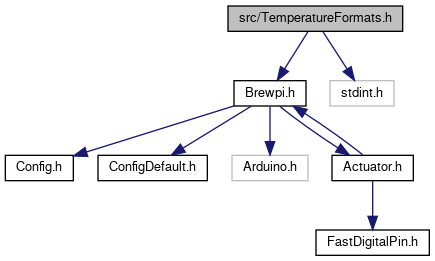 src/TemperatureFormats.h
Brewpi.h
stdint.h
Config.h
ConfigDefault.h
Arduino.h
Actuator.h
FastDigitalPin.h